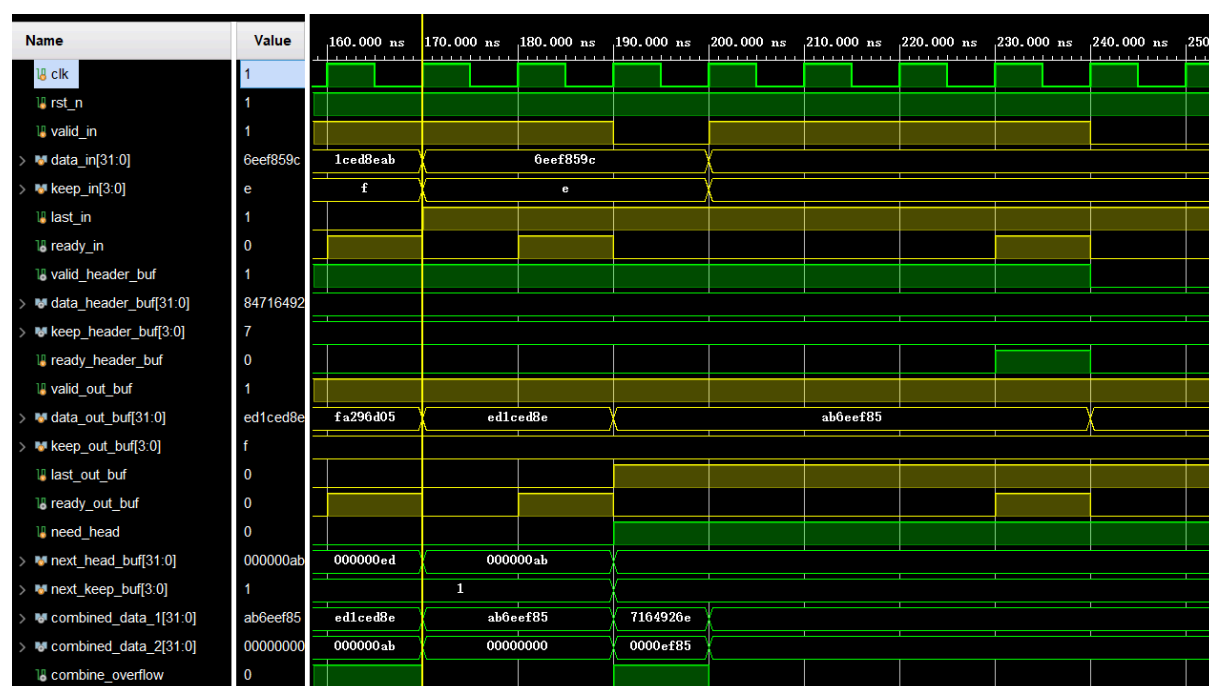 Name Value 160.000 ns 170.000 ns 180.000 ns 190.000 ns 200.000 ns 210.000 ns 220.000 ns 230.000 ns 240.000 ns 250
clk 1
rst_n 1
valid_in 1
data_in[31:0] 6eef859c 1ced8eab 6eef859c
keep_in[3:0] e f e
last_in 1
ready_in 0
valid_header_buf 1
data_header_buf[31:0] 84716492
keep_header_buf[3:0] 7
ready_header_buf 0
valid_out_buf 1
data_out_buf[31:0] ed1ced8e fa296d05 ed1ced8e ab6eef85
keep_out_buf[3:0] f
last_out_buf 0
ready_out_buf 0
need_head 0
next_head_buf[31:0] 000000ab 000000ed 000000ab
next_keep_buf[3:0] 1 1
combined_data_1[31:0] ab6eef85 ed1ced8e ab6eef85 7164926e
combined_data_2[31:0] 00000000 000000ab 00000000 0000ef85
combine_overflow 0